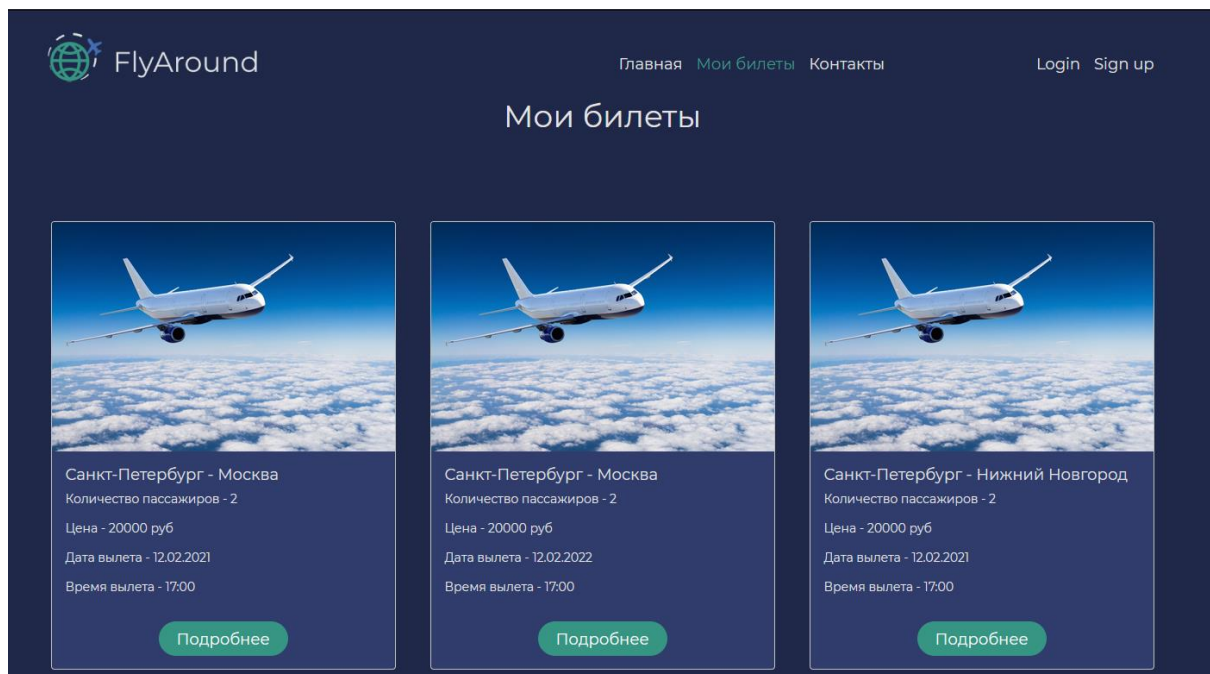 FlyAround
Главная Мои билеты Контакты
Login Sign up
Мои билеты
Санкт-Петербург - Москва
Количество пассажиров - 2
Цена - 20000 руб
Дата вылета - 12.02.2021
Время вылета - 17:00
Подробнее
Санкт-Петербург - Москва
Количество пассажиров - 2
Цена - 20000 руб
Дата вылета - 12.02.2022
Время вылета - 17:00
Подробнее
Санкт-Петербург - Нижний Новгород
Количество пассажиров - 2
Цена - 20000 руб
Дата вылета - 12.02.2021
Время вылета - 17:00
Подробнее